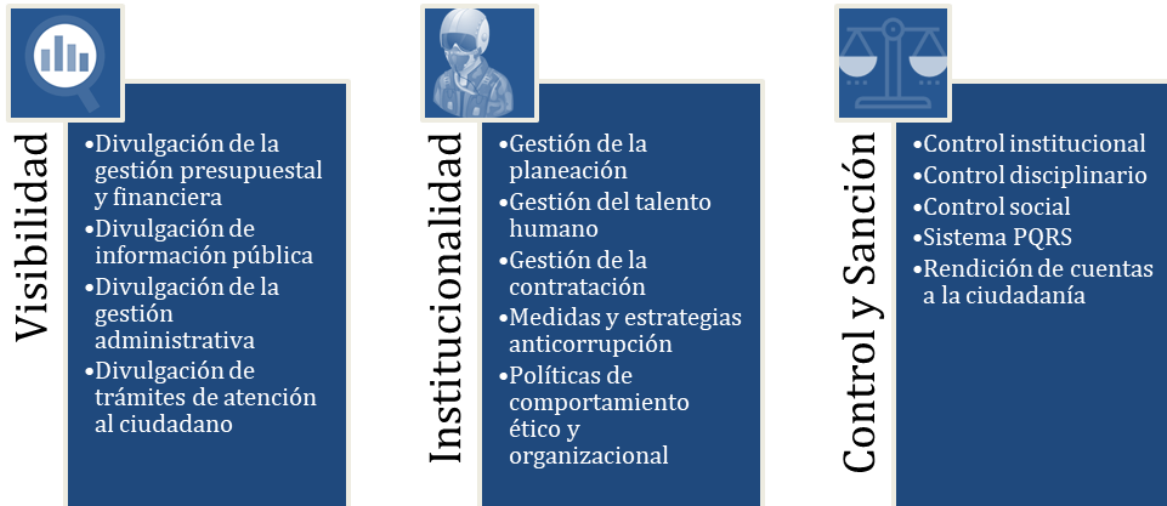 Visibilidad
•Divulgación de la
gestión presupuestal
y financiera
•Divulgación de
información pública
•Divulgación de la
gestión
administrativa
•Divulgación de
trámites de atención
al ciudadano
Institucionalidad
•Gestión de la
planeación
•Gestión del talento
humano
•Gestión de la
contratación
•Medidas y estrategias
anticorrupción
•Políticas de
comportamiento
ético y
organizacional
Control y Sanción
•Control institucional
•Control disciplinario
•Control social
•Sistema PQRS
•Rendición de cuentas
a la ciudadanía